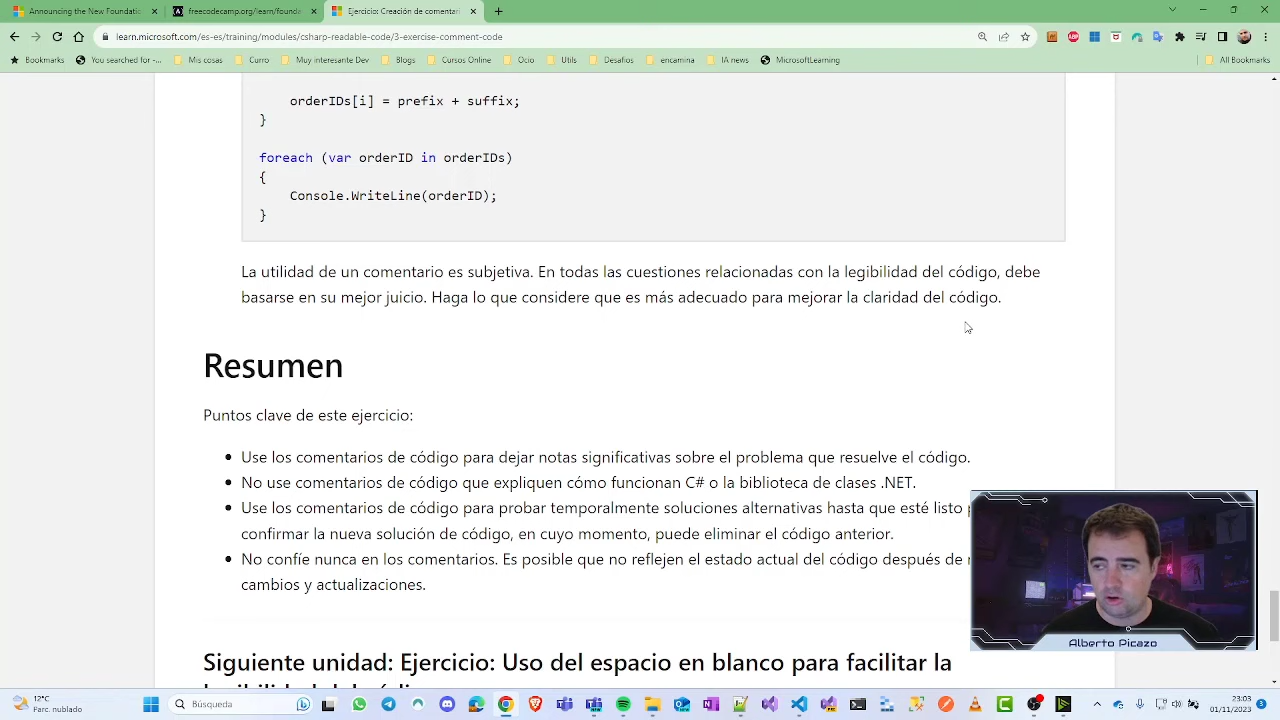 Announcing the New Foundatio
freecodecamp.org/learn/foundat
Ejercicio: Creación de comentari
learn.microsoft.com/es-es/training/modules/csharp-readable-code/3-exercise-comment-code
Bookmarks
You searched for -...
Mis cosas
Curro
Muy interesante Dev
Blogs
Cursos Online
Ocio
Utils
Desafios
encamina
IA news
MicrosoftLearning
All Bookmarks
orderIDs[i] = prefix + suffix;
}
foreach (var orderID in orderIDs)
{
Console.WriteLine(orderID);
}
La utilidad de un comentario es subjetiva. En todas las cuestiones relacionadas con la legibilidad del código, debe
basarse en su mejor juicio. Haga lo que considere que es más adecuado para mejorar la claridad del código.
Resumen
Puntos clave de este ejercicio:
Use los comentarios de código para dejar notas significativas sobre el problema que resuelve el código.
No use comentarios de código que expliquen cómo funcionan C# o la biblioteca de clases .NET.
Use los comentarios de código para probar temporalmente soluciones alternativas hasta que esté listo
confirmar la nueva solución de código, en cuyo momento, puede eliminar el código anterior.
No confíe nunca en los comentarios. Es posible que no reflejen el estado actual del código después de
cambios y actualizaciones.
Alberto Picazo
Siguiente unidad: Ejercicio: Uso del espacio en blanco para facilitar la
12°C
Parc. nublado
Búsqueda
23:03
01/11/2023